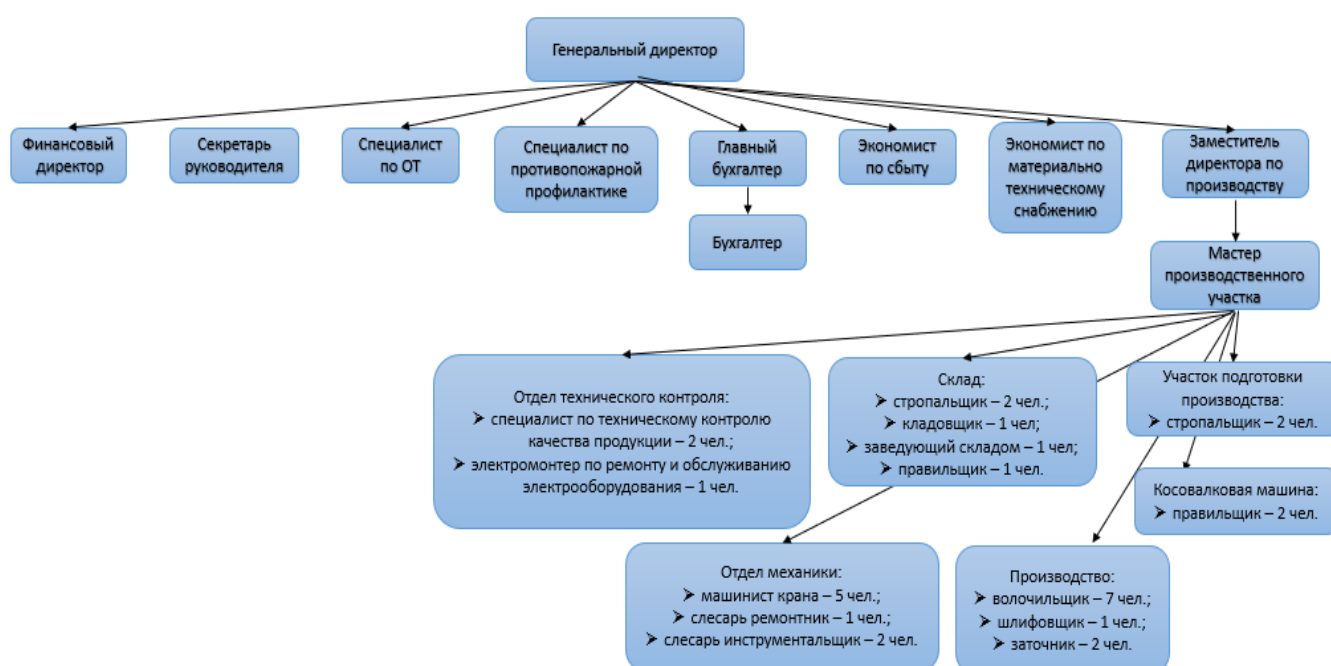 Генеральный директор
Финансовый
директор
Секретарь
руководителя
Специалист
по ОТ
Специалист по
противопожарной
профилактике
Главный
бухгалтер
Экономист
по сбыту
Экономист по
материально
техническому
снабжению
Заместитель
директора по
производству
Бухгалтер
Мастер
производственного
участка
Отдел технического контроля:
➤ специалист по техническому контролю
качества продукции – 2 чел.;
➤ электромонтер по ремонту и обслуживанию
электрооборудования – 1 чел.
Склад:
➤ стропальщик – 2 чел.;
➤ кладовщик – 1 чел;
➤ заведующий складом – 1 чел;
➤ правильщик – 1 чел.
Участок подготовки
производства:
➤ стропальщик – 2 чел.
Косовалковая машина:
➤ правильщик – 2 чел.
Отдел механики:
➤ машинист крана – 5 чел.;
➤ слесарь ремонтник – 1 чел.;
➤ слесарь инструментальщик – 2 чел.
Производство:
➤ волочильщик – 7 чел.;
➤ шлифовщик – 1 чел.;
➤ заточник – 2 чел.